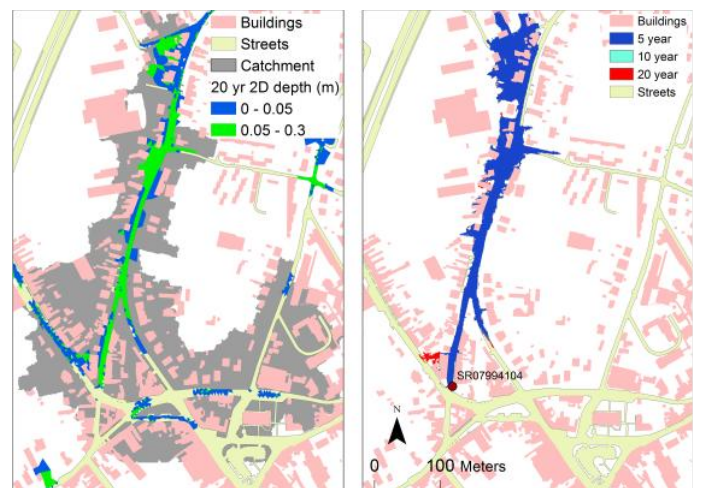 Buildings
Streets
Catchment
20 yr 2D depth (m)
0 - 0.05
0.05 - 0.3
Buildings
5 year
10 year
20 year
Streets
SR07994104
N
0 100 Meters